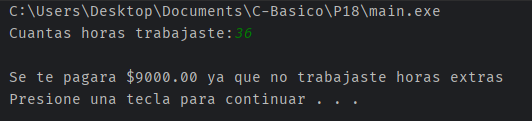 C:\Users\Desktop\Documents\C-Basico\P18\main.exe
Cuantas horas trabajaste:36
Se te pagara $9000.00 ya que no trabajaste horas extras
Presione una tecla para continuar . . .